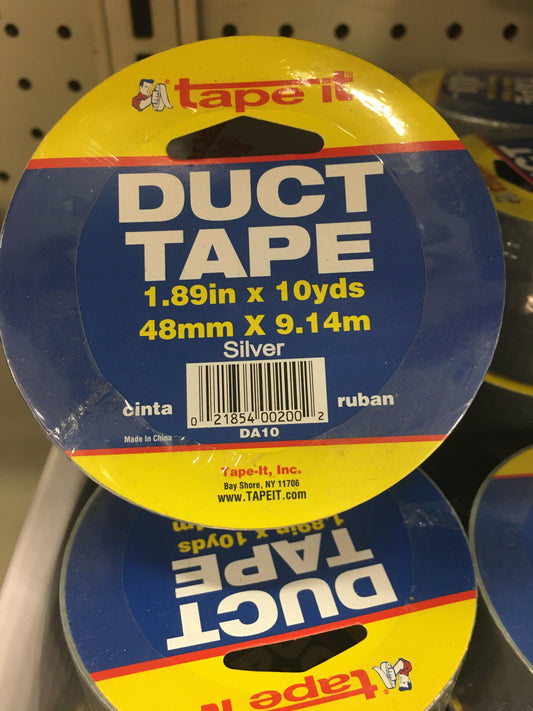 tape it
DUCT
TAPE
1.89in x 10yds
48mm X 9.14m
Silver
cinta
ruban
0 21854 00200 2
DA10
Made In China
Tape-It, Inc.
Bay Shore, NY 11706
www.TAPEIT.com
1.89in x 10yds
DUCT
TAPE
tape it